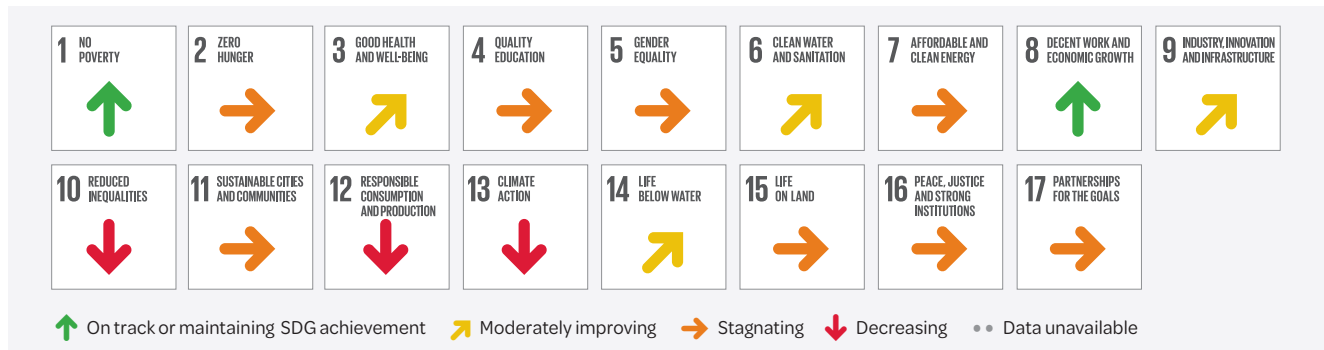 1 NO
POVERTY
2 ZERO
HUNGER
3 GOOD HEALTH
AND WELL-BEING
4 QUALITY
EDUCATION
5 GENDER
EQUALITY
6 CLEAN WATER
AND SANITATION
7 AFFORDABLE AND
CLEAN ENERGY
8 DECENT WORK AND
ECONOMIC GROWTH
9 INDUSTRY, INNOVATION
AND INFRASTRUCTURE
10 REDUCED
INEQUALITIES
11 SUSTAINABLE CITIES
AND COMMUNITIES
12 RESPONSIBLE
CONSUMPTION
AND PRODUCTION
13 CLIMATE
ACTION
14 LIFE
BELOW WATER
15 LIFE
ON LAND
16 PEACE, JUSTICE
AND STRONG
INSTITUTIONS
17 PARTNERSHIPS
FOR THE GOALS
On track or maintaining SDG achievement
Moderately improving
Stagnating
Decreasing
Data unavailable